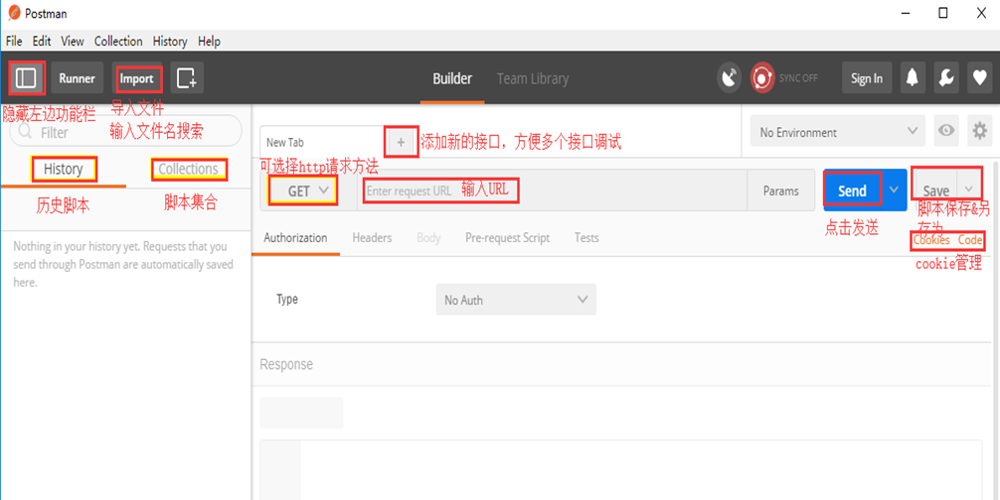 Postman
File Edit View Collection History Help
Runner Import Builder Team Library SYNC OFF Sign In
隐藏左边功能栏 导入文件
Filter 输入文件名搜索
New Tab + 添加新的接口，方便多个接口调试 No Environment
可选择http请求方法
History Collections
GET Enter request URL 输入URL Params Send Save
历史脚本 脚本集合
点击发送 脚本保存&另存为
Authorization Headers Body Pre-request Script Tests Cookies Code
cookie管理
Nothing in your history yet. Requests that you
send through Postman are automatically saved
here.
Type No Auth
Response